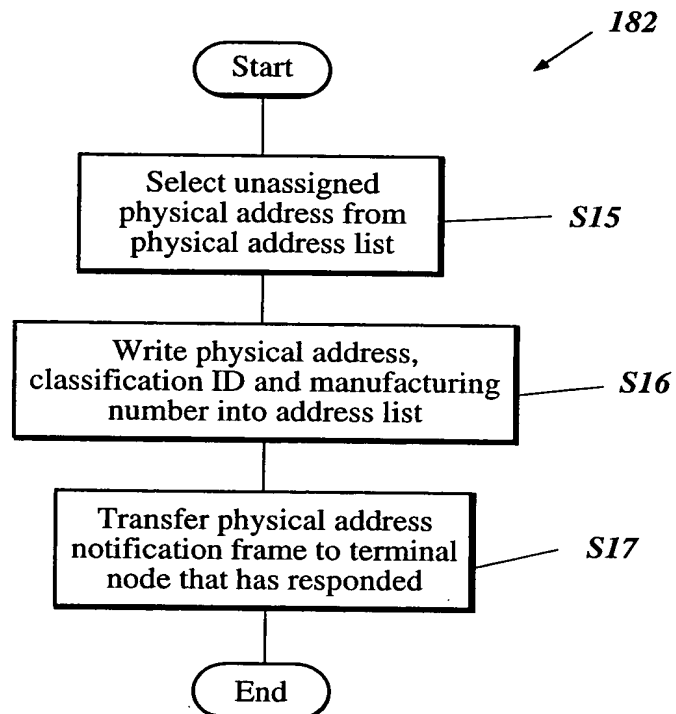 182
Start
Select unassigned
physical address from
physical address list
S15
Write physical address,
classification ID and manufacturing
number into address list
S16
Transfer physical address
notification frame to terminal
node that has responded
S17
End